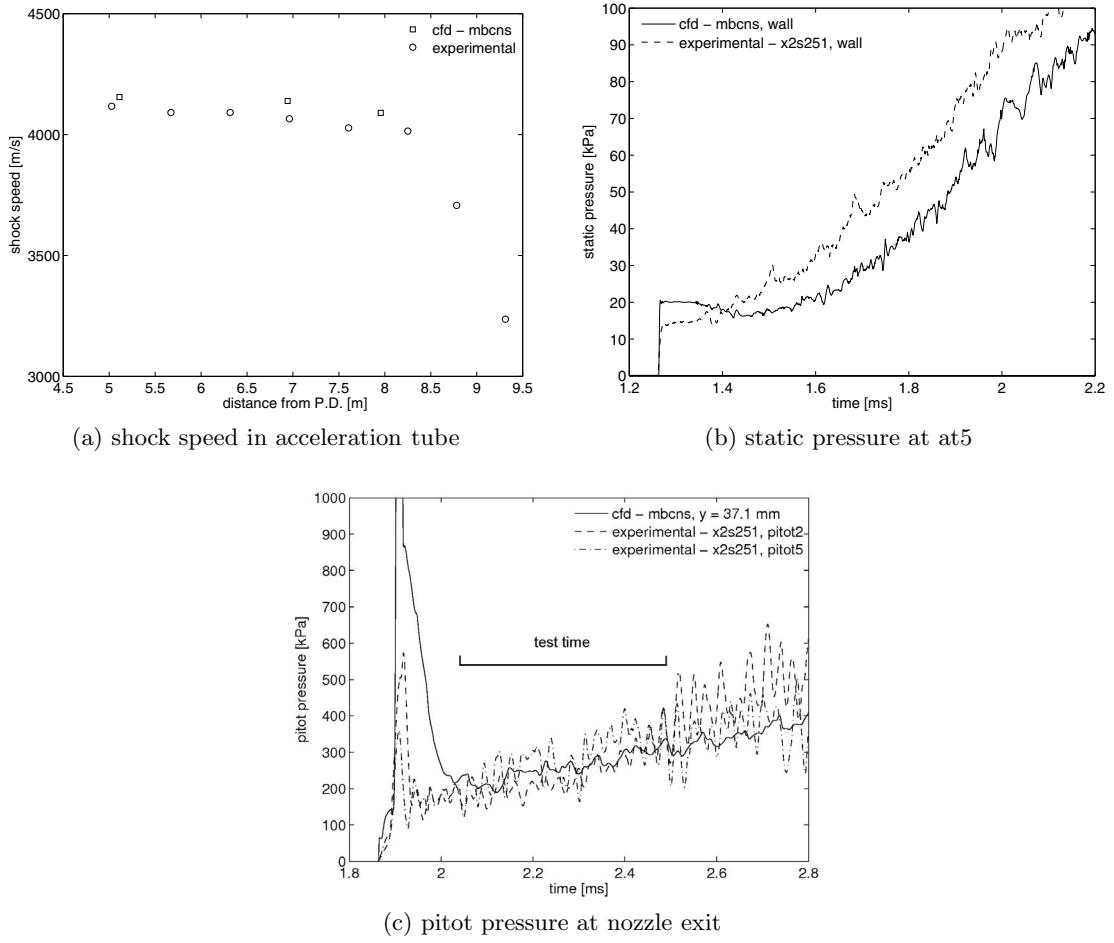 4500
4000
3500
3000
shock speed [m/s]
cfd − mbcns
experimental
4.5 5 5.5 6 6.5 7 7.5 8 8.5 9 9.5
distance from P.D. [m]
(a) shock speed in acceleration tube
100
90
80
70
60
50
40
30
20
10
0
static pressure [kPa]
cfd − mbcns, wall
experimental − x2s251, wall
1.2 1.4 1.6 1.8 2 2.2
time [ms]
(b) static pressure at at5
1000
900
800
700
600
500
400
300
200
100
0
pitot pressure [kPa]
cfd − mbcns, y = 37.1 mm
experimental − x2s251, pitot2
experimental − x2s251, pitot5
test time
1.8 2 2.2 2.4 2.6 2.8
time [ms]
(c) pitot pressure at nozzle exit